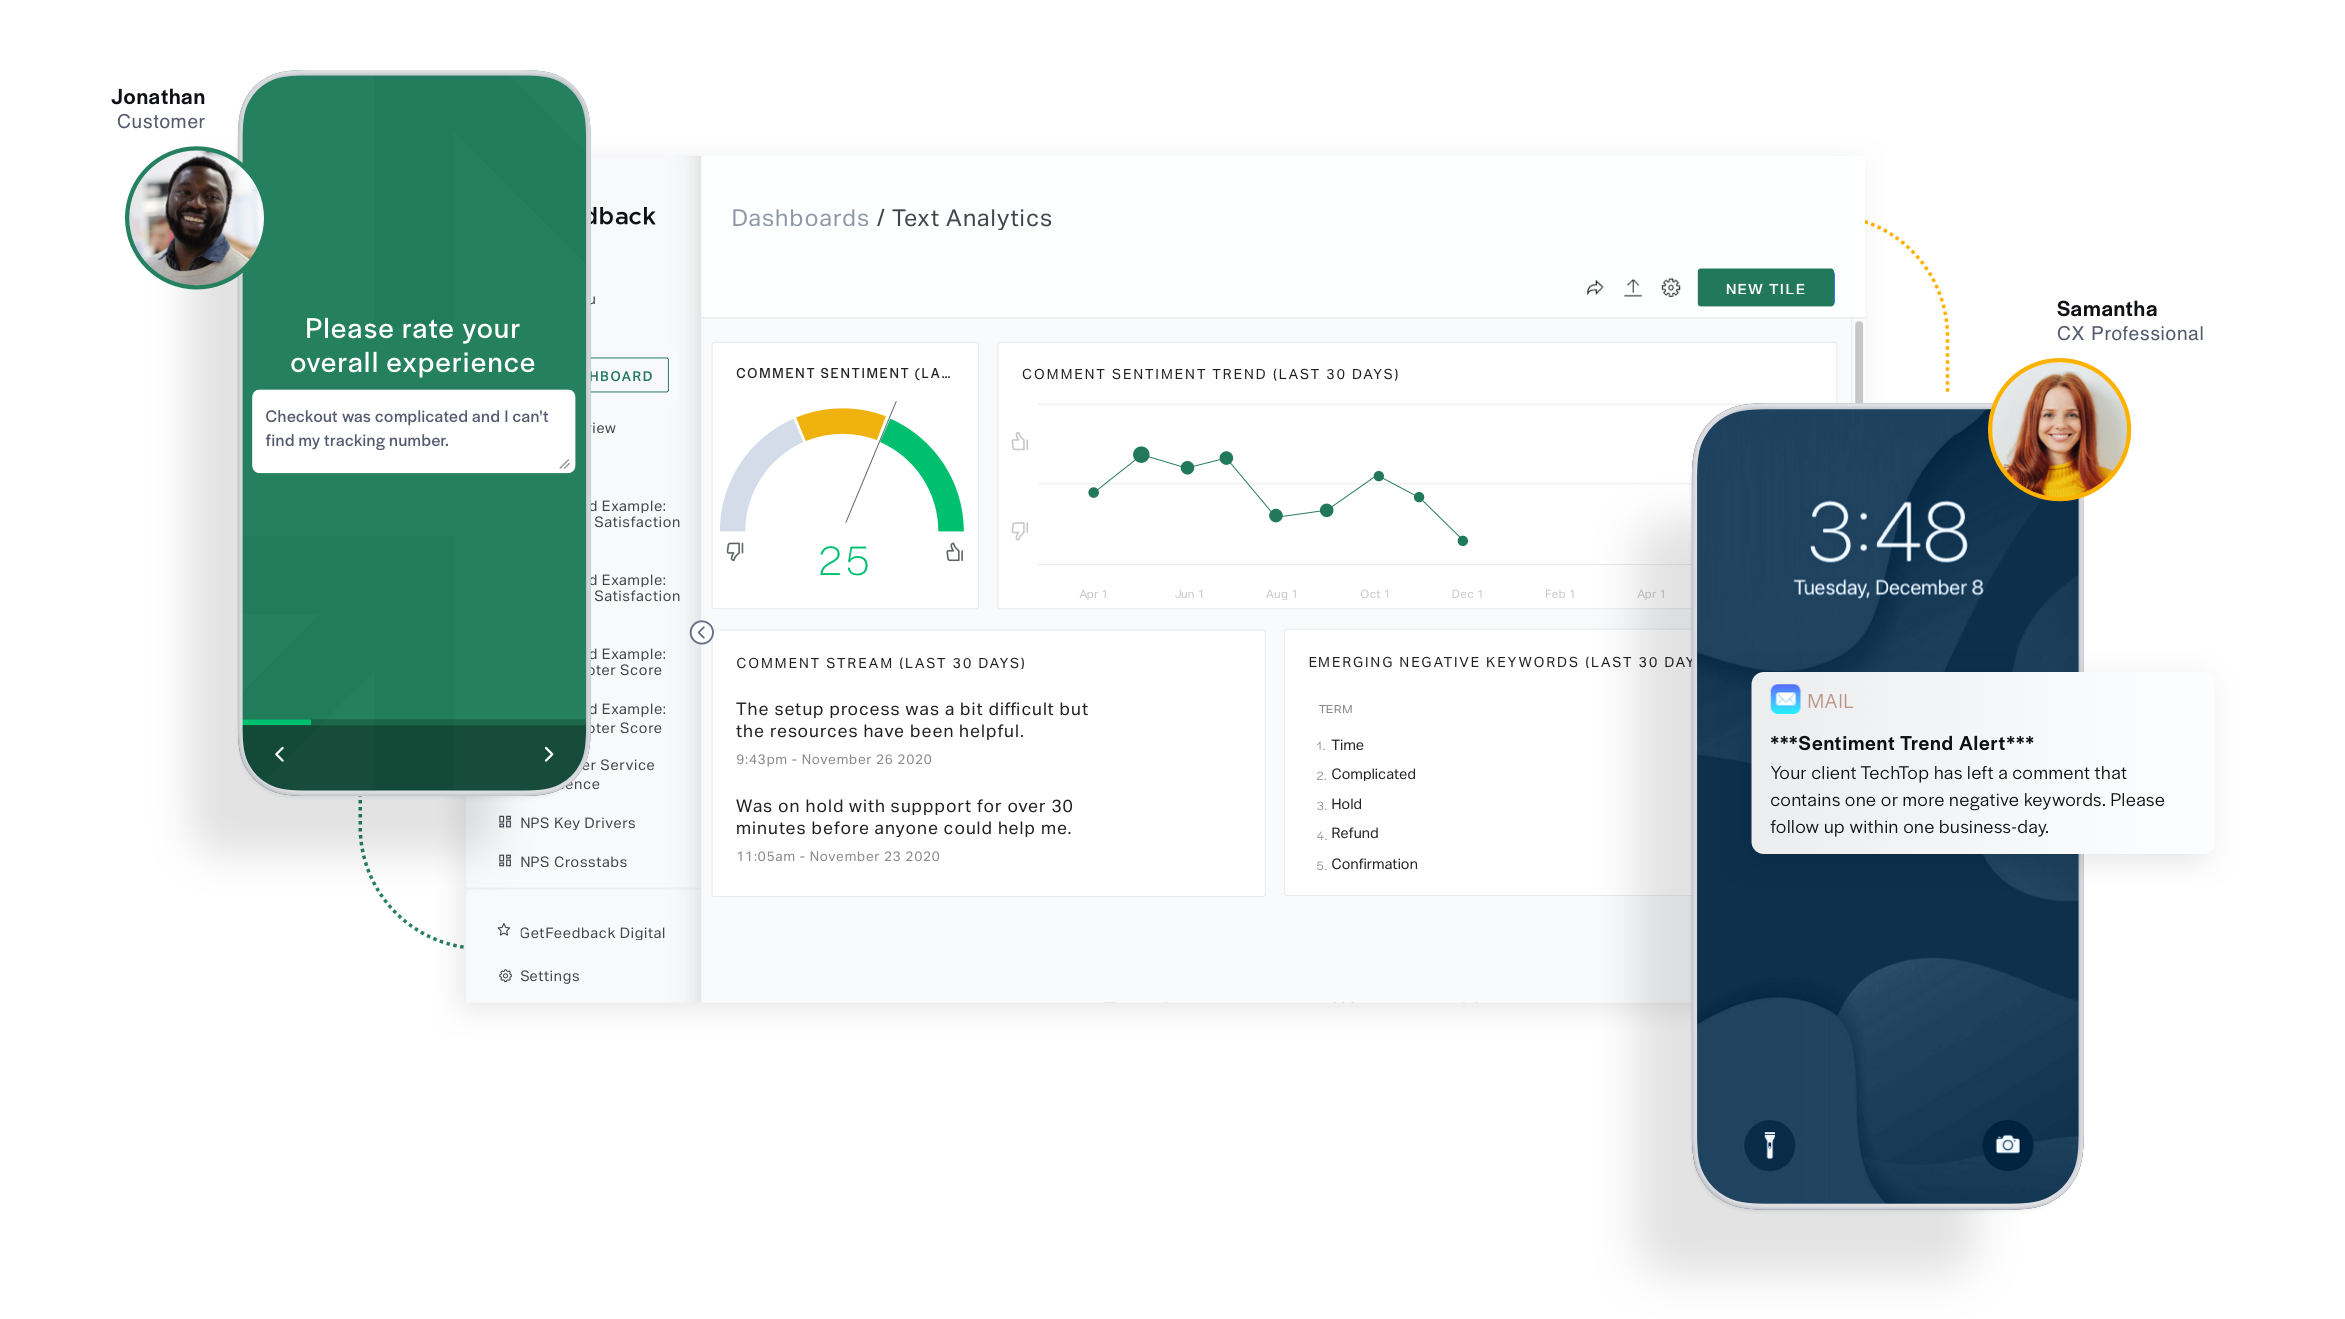 Jonathan
Customer
Please rate your
overall experience
Checkout was complicated and I can't
find my tracking number.
dback
u
HBOARD
iew
d Example:
Satisfaction
d Example:
Satisfaction
d Example:
oter Score
d Example:
oter Score
er Service
ence
NPS Key Drivers
NPS Crosstabs
GetFeedback Digital
Settings
Dashboards / Text Analytics
NEW TILE
COMMENT SENTIMENT (LA...
25
COMMENT SENTIMENT TREND (LAST 30 DAYS)
Apr 1 Jun 1 Aug 1 Oct 1 Dec 1 Feb 1 Apr 1
COMMENT STREAM (LAST 30 DAYS)
The setup process was a bit difficult but
the resources have been helpful.
9:43pm - November 26 2020
Was on hold with suppport for over 30
minutes before anyone could help me.
11:05am - November 23 2020
EMERGING NEGATIVE KEYWORDS (LAST 30 DAY
TERM
1. Time
2. Complicated
3. Hold
4. Refund
5. Confirmation
Samantha
CX Professional
3:48
Tuesday, December 8
MAIL
***Sentiment Trend Alert***
Your client TechTop has left a comment that
contains one or more negative keywords. Please
follow up within one business-day.